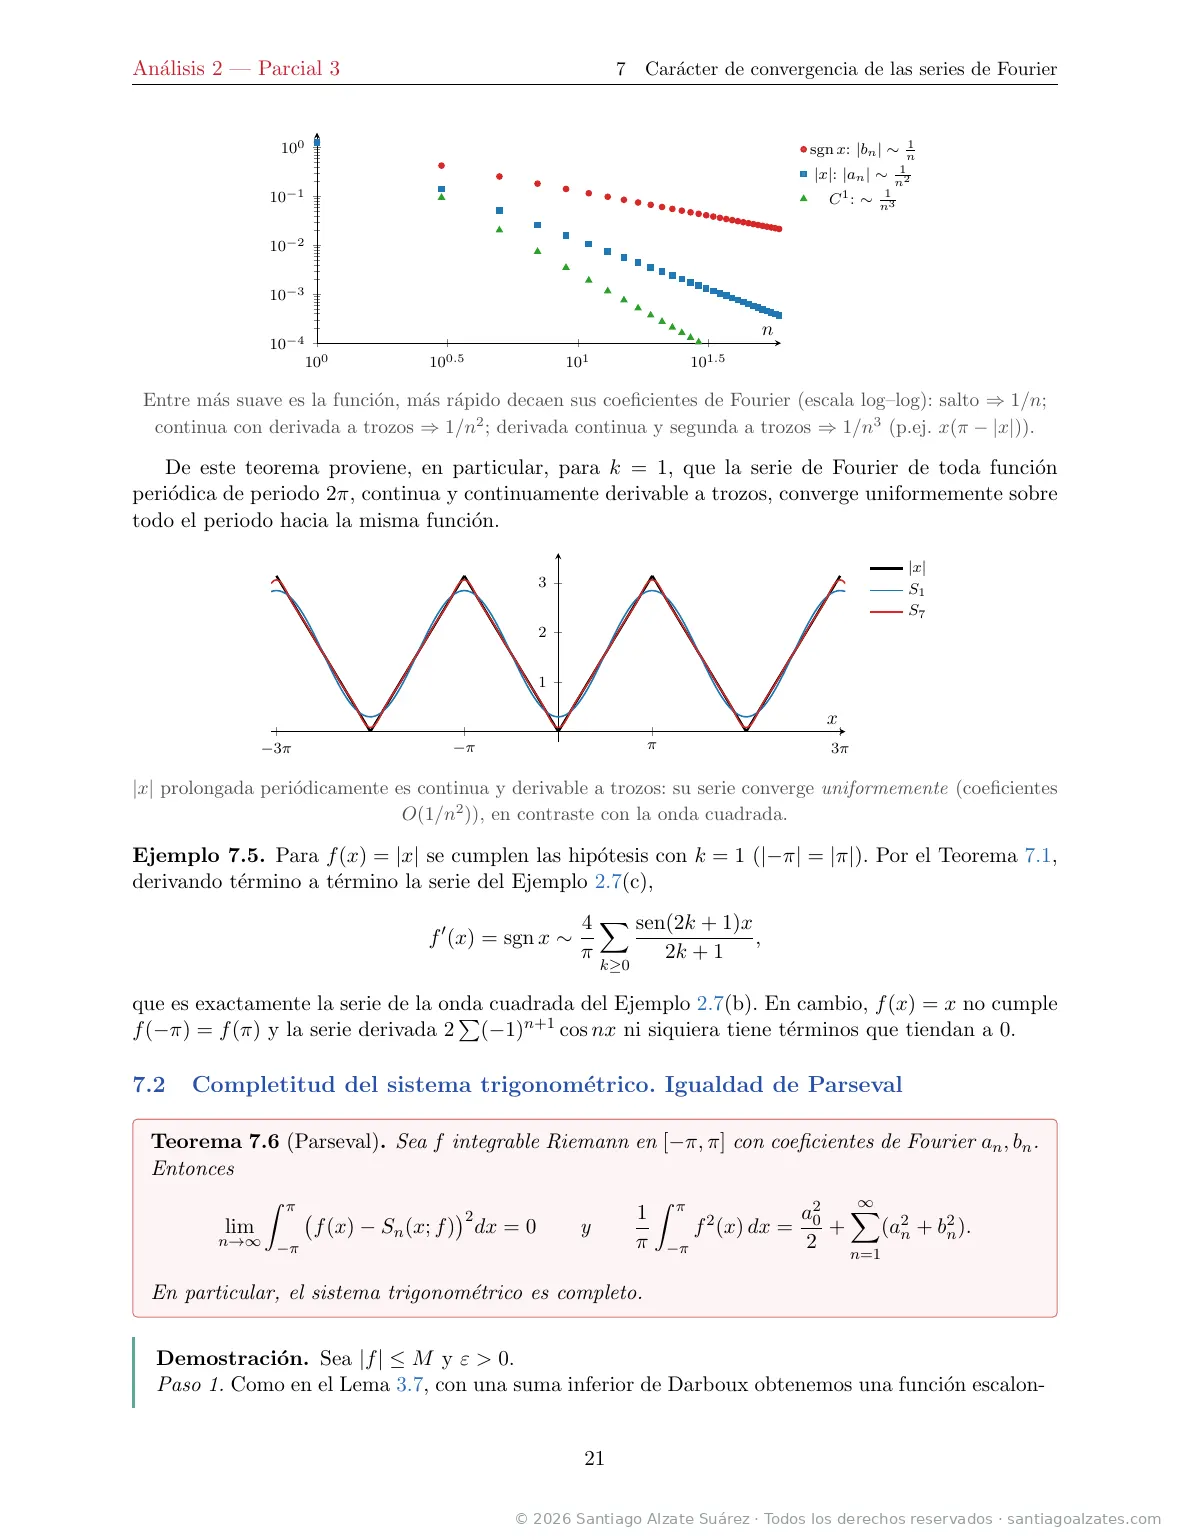 Análisis 2 — Parcial 3
7 Carácter de convergencia de las series de Fourier
10^0
10^{-1}
10^{-2}
10^{-3}
10^{-4}
10^0 10^{0.5} 10^1 10^{1.5}
n
sgn x: |b_n| ∼ 1/n
|x|: |a_n| ∼ 1/n^2
C^1: ∼ 1/n^3
Entre más suave es la función, más rápido decaen sus coeficientes de Fourier (escala log–log): salto ⇒ 1/n;
continua con derivada a trozos ⇒ 1/n^2; derivada continua y segunda a trozos ⇒ 1/n^3 (p.ej. x(π − |x|)).
De este teorema proviene, en particular, para k = 1, que la serie de Fourier de toda función
periódica de periodo 2π, continua y continuamente derivable a trozos, converge uniformemente sobre
todo el periodo hacia la misma función.
3
2
1
−3π −π π 3π
x
|x|
S_1
S_7
|x| prolongada periódicamente es continua y derivable a trozos: su serie converge uniformemente (coeficientes
O(1/n^2)), en contraste con la onda cuadrada.
Ejemplo 7.5. Para f(x) = |x| se cumplen las hipótesis con k = 1 (|−π| = |π|). Por el Teorema 7.1,
derivando término a término la serie del Ejemplo 2.7(c),
f′(x) = sgn x ∼ 4/π ∑_{k≥0} sen(2k + 1)x / 2k + 1,
que es exactamente la serie de la onda cuadrada del Ejemplo 2.7(b). En cambio, f(x) = x no cumple
f(−π) = f(π) y la serie derivada 2 ∑(−1)^{n+1} cos nx ni siquiera tiene términos que tiendan a 0.
7.2 Completitud del sistema trigonométrico. Igualdad de Parseval
Teorema 7.6 (Parseval). Sea f integrable Riemann en [−π, π] con coeficientes de Fourier a_n, b_n.
Entonces
lim_{n→∞} ∫_{−π}^{π} (f(x) − S_n(x; f))^2 dx = 0 y 1/π ∫_{−π}^{π} f^2(x) dx = a_0^2/2 + ∑_{n=1}^{∞} (a_n^2 + b_n^2).
En particular, el sistema trigonométrico es completo.
Demostración. Sea |f| ≤ M y ε > 0.
Paso 1. Como en el Lema 3.7, con una suma inferior de Darboux obtenemos una función escalon-
21
© 2026 Santiago Alzate Suárez · Todos los derechos reservados · santiagoalzates.com